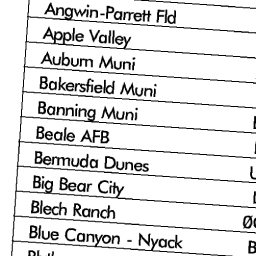 Angwin-Parrett Fld
Apple Valley
Auburn Muni
Bakersfield Muni
Banning Muni
Beale AFB
Bermuda Dunes
Big Bear City
Blech Ranch
Blue Canyon - Nyack